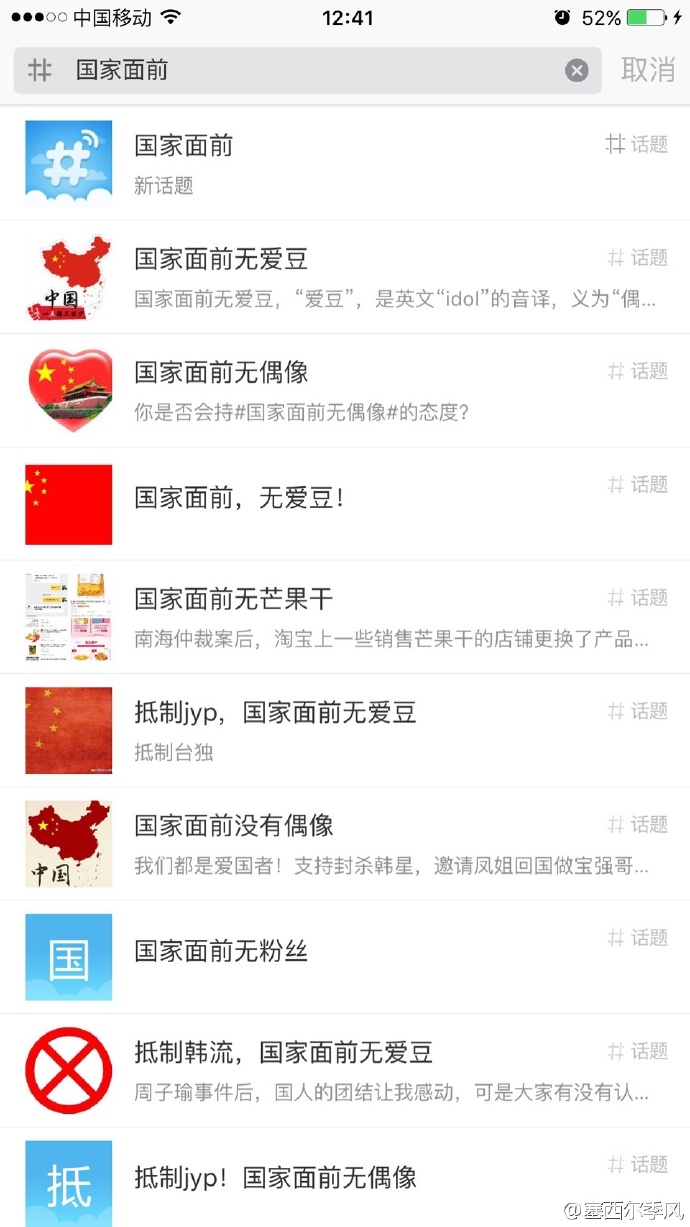 中国移动 12:41 52%
国家面前 取消
国家面前 # 话题
新话题
国家面前无爱豆 # 话题
中国
国家面前无爱豆，“爱豆”，是英文“idol”的音译，义为“偶...
国家面前无偶像 # 话题
你是否会持#国家面前无偶像#的态度？
# 话题
国家面前，无爱豆！
国家面前无芒果干 # 话题
南海仲裁案后，淘宝上一些销售芒果干的店铺更换了产品...
抵制jyp，国家面前无爱豆 # 话题
抵制台独
国家面前没有偶像 # 话题
中国
我们都是爱国者！支持封杀韩星，邀请凤姐回国做宝强哥...
# 话题
国 国家面前无粉丝
抵制韩流，国家面前无爱豆 # 话题
周子瑜事件后，国人的团结让我感动，可是大家有没有认...
# 话题
抵 抵制jyp！国家面前无偶像
@塞西尔季风